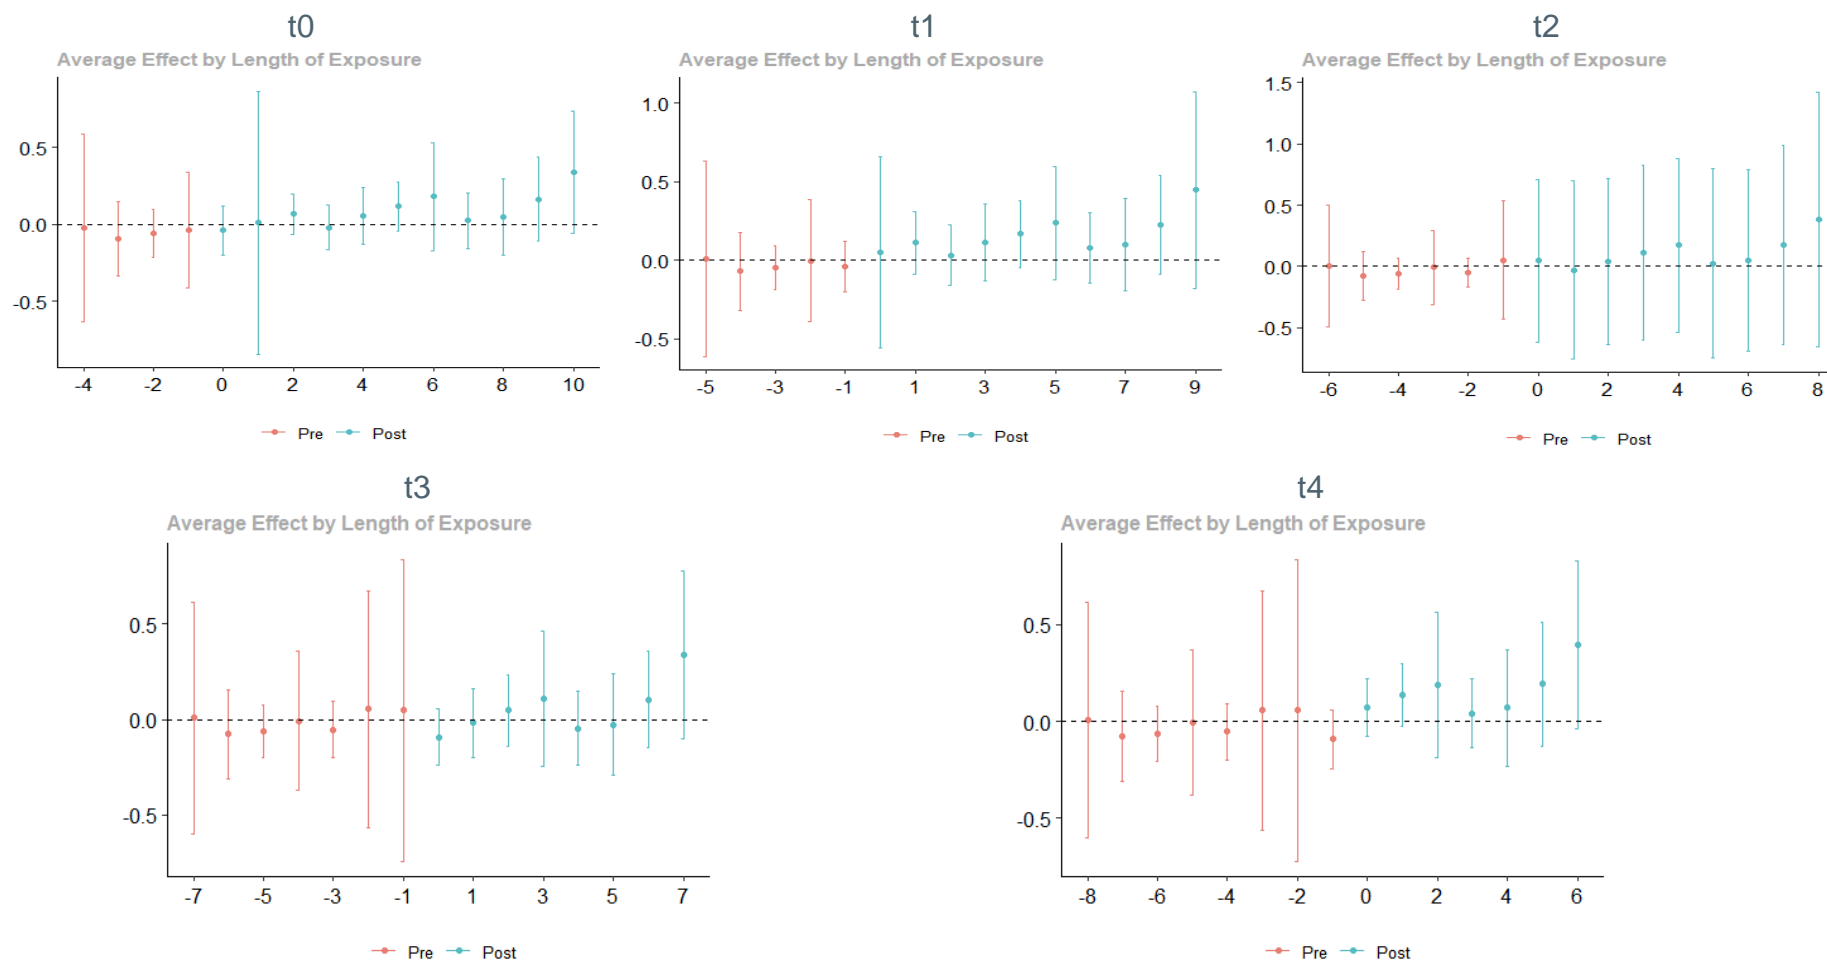 t0
Average Effect by Length of Exposure
0.5
0.0
-0.5
-4 -2 0 2 4 6 8 10
Pre Post
t1
Average Effect by Length of Exposure
1.0
0.5
0.0
-0.5
-5 -3 -1 1 3 5 7 9
Pre Post
t2
Average Effect by Length of Exposure
1.5
1.0
0.5
0.0
-0.5
-6 -4 -2 0 2 4 6 8
Pre Post
t3
Average Effect by Length of Exposure
0.5
0.0
-0.5
-7 -5 -3 -1 1 3 5 7
Pre Post
t4
Average Effect by Length of Exposure
0.5
0.0
-0.5
-8 -6 -4 -2 0 2 4 6
Pre Post